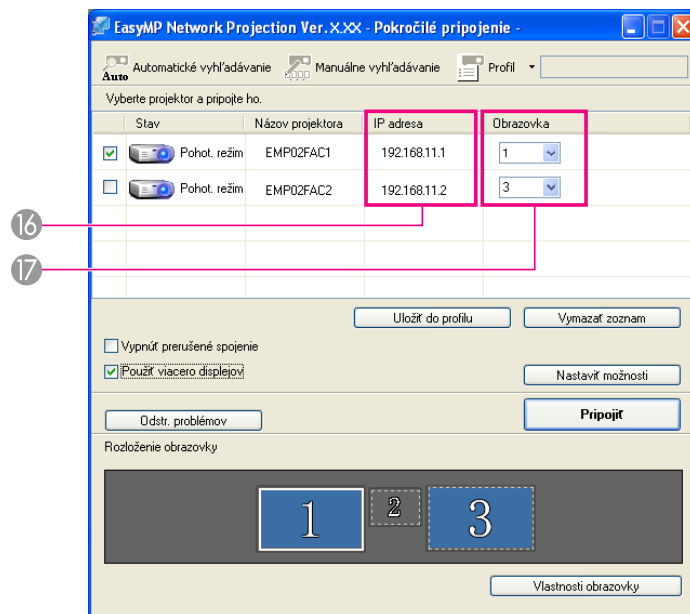 EasyMP Network Projection Ver. X.XX - Pokročilé pripojenie -
Auto Automatické vyhľadávanie Manuálne vyhľadávanie Profil
Vyberte projektor a pripojte ho.
Stav Názov projektora IP adresa Obrazovka
Pohot. režim EMP02FAC1 192.168.11.1 1
Pohot. režim EMP02FAC2 192.168.11.2 3
16
17
Uložiť do profilu Vymazať zoznam
Vypnúť prerušené spojenie
Použiť viacero displejov Nastaviť možnosti
Odstr. problémov Pripojiť
Rozloženie obrazovky
1 2 3
Vlastnosti obrazovky